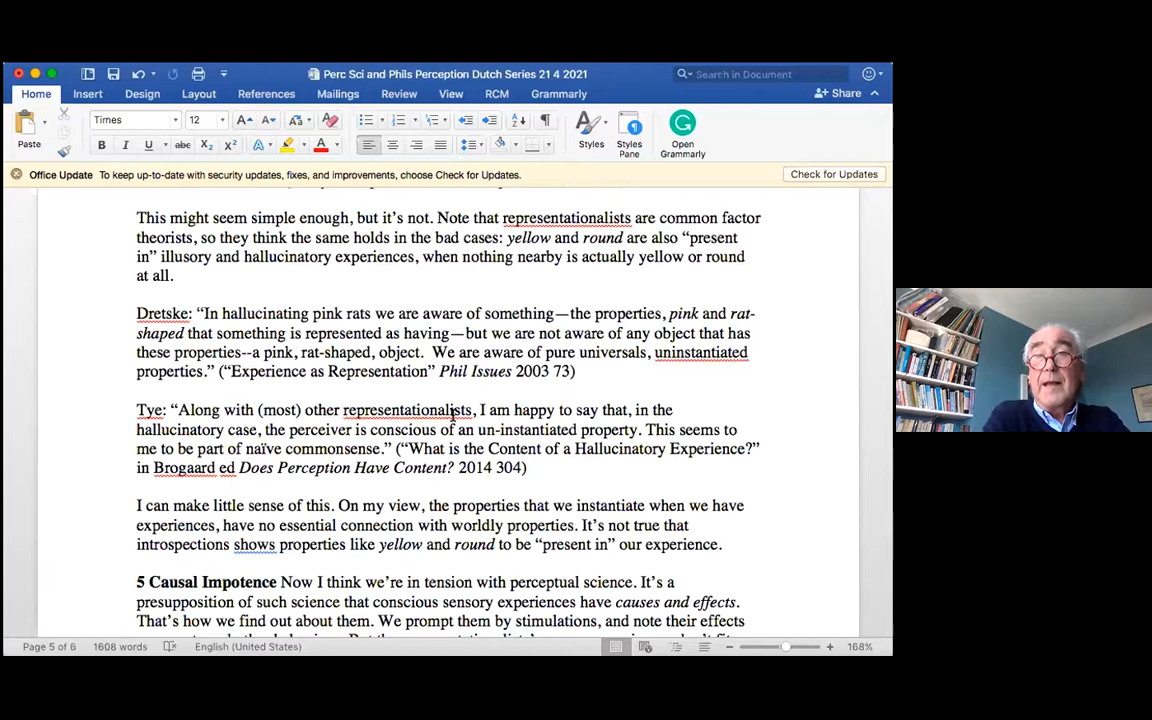 Perc Sci and Phils Perception Dutch Series 21 4 2021
Search in Document
Home Insert Design Layout References Mailings Review View RCM Grammarly
Share
Paste
Times 12
Styles
Styles Pane
Open Grammarly
Office Update To keep up-to-date with security updates, fixes, and improvements, choose Check for Updates.
Check for Updates
This might seem simple enough, but it’s not. Note that representationalists are common factor
theorists, so they think the same holds in the bad cases: yellow and round are also “present
in” illusory and hallucinatory experiences, when nothing nearby is actually yellow or round
at all.
Dretske: “In hallucinating pink rats we are aware of something—the properties, pink and rat-
shaped that something is represented as having—but we are not aware of any object that has
these properties--a pink, rat-shaped, object. We are aware of pure universals, uninstantiated
properties.” (“Experience as Representation” Phil Issues 2003 73)
Tye: “Along with (most) other representationalists, I am happy to say that, in the
hallucinatory case, the perceiver is conscious of an un-instantiated property. This seems to
me to be part of naïve commonsense.” (“What is the Content of a Hallucinatory Experience?”
in Brogaard ed Does Perception Have Content? 2014 304)
I can make little sense of this. On my view, the properties that we instantiate when we have
experiences, have no essential connection with worldly properties. It’s not true that
introspections shows properties like yellow and round to be “present in” our experience.
5 Causal Impotence Now I think we’re in tension with perceptual science. It’s a
presupposition of such science that conscious sensory experiences have causes and effects.
That’s how we find out about them. We prompt them by stimulations, and note their effects
Page 5 of 6 1608 words English (United States) 168%